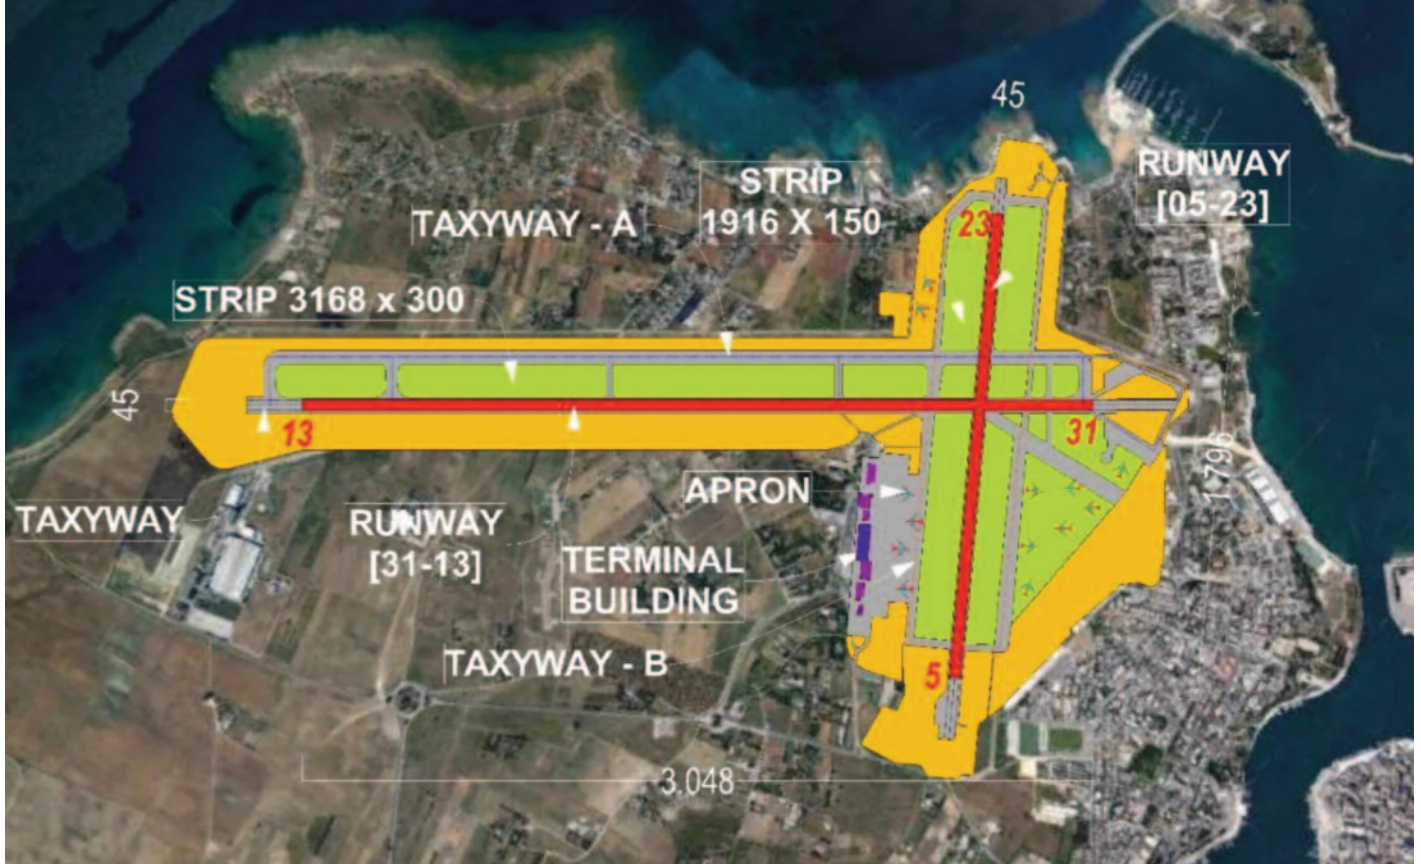 45
RUNWAY
[05-23]
STRIP
1916 X 150
TAXYWAY - A
23
STRIP 3168 x 300
45
13
31
1796
TAXYWAY
RUNWAY
[31-13]
APRON
TERMINAL
BUILDING
TAXYWAY - B
5
3.048